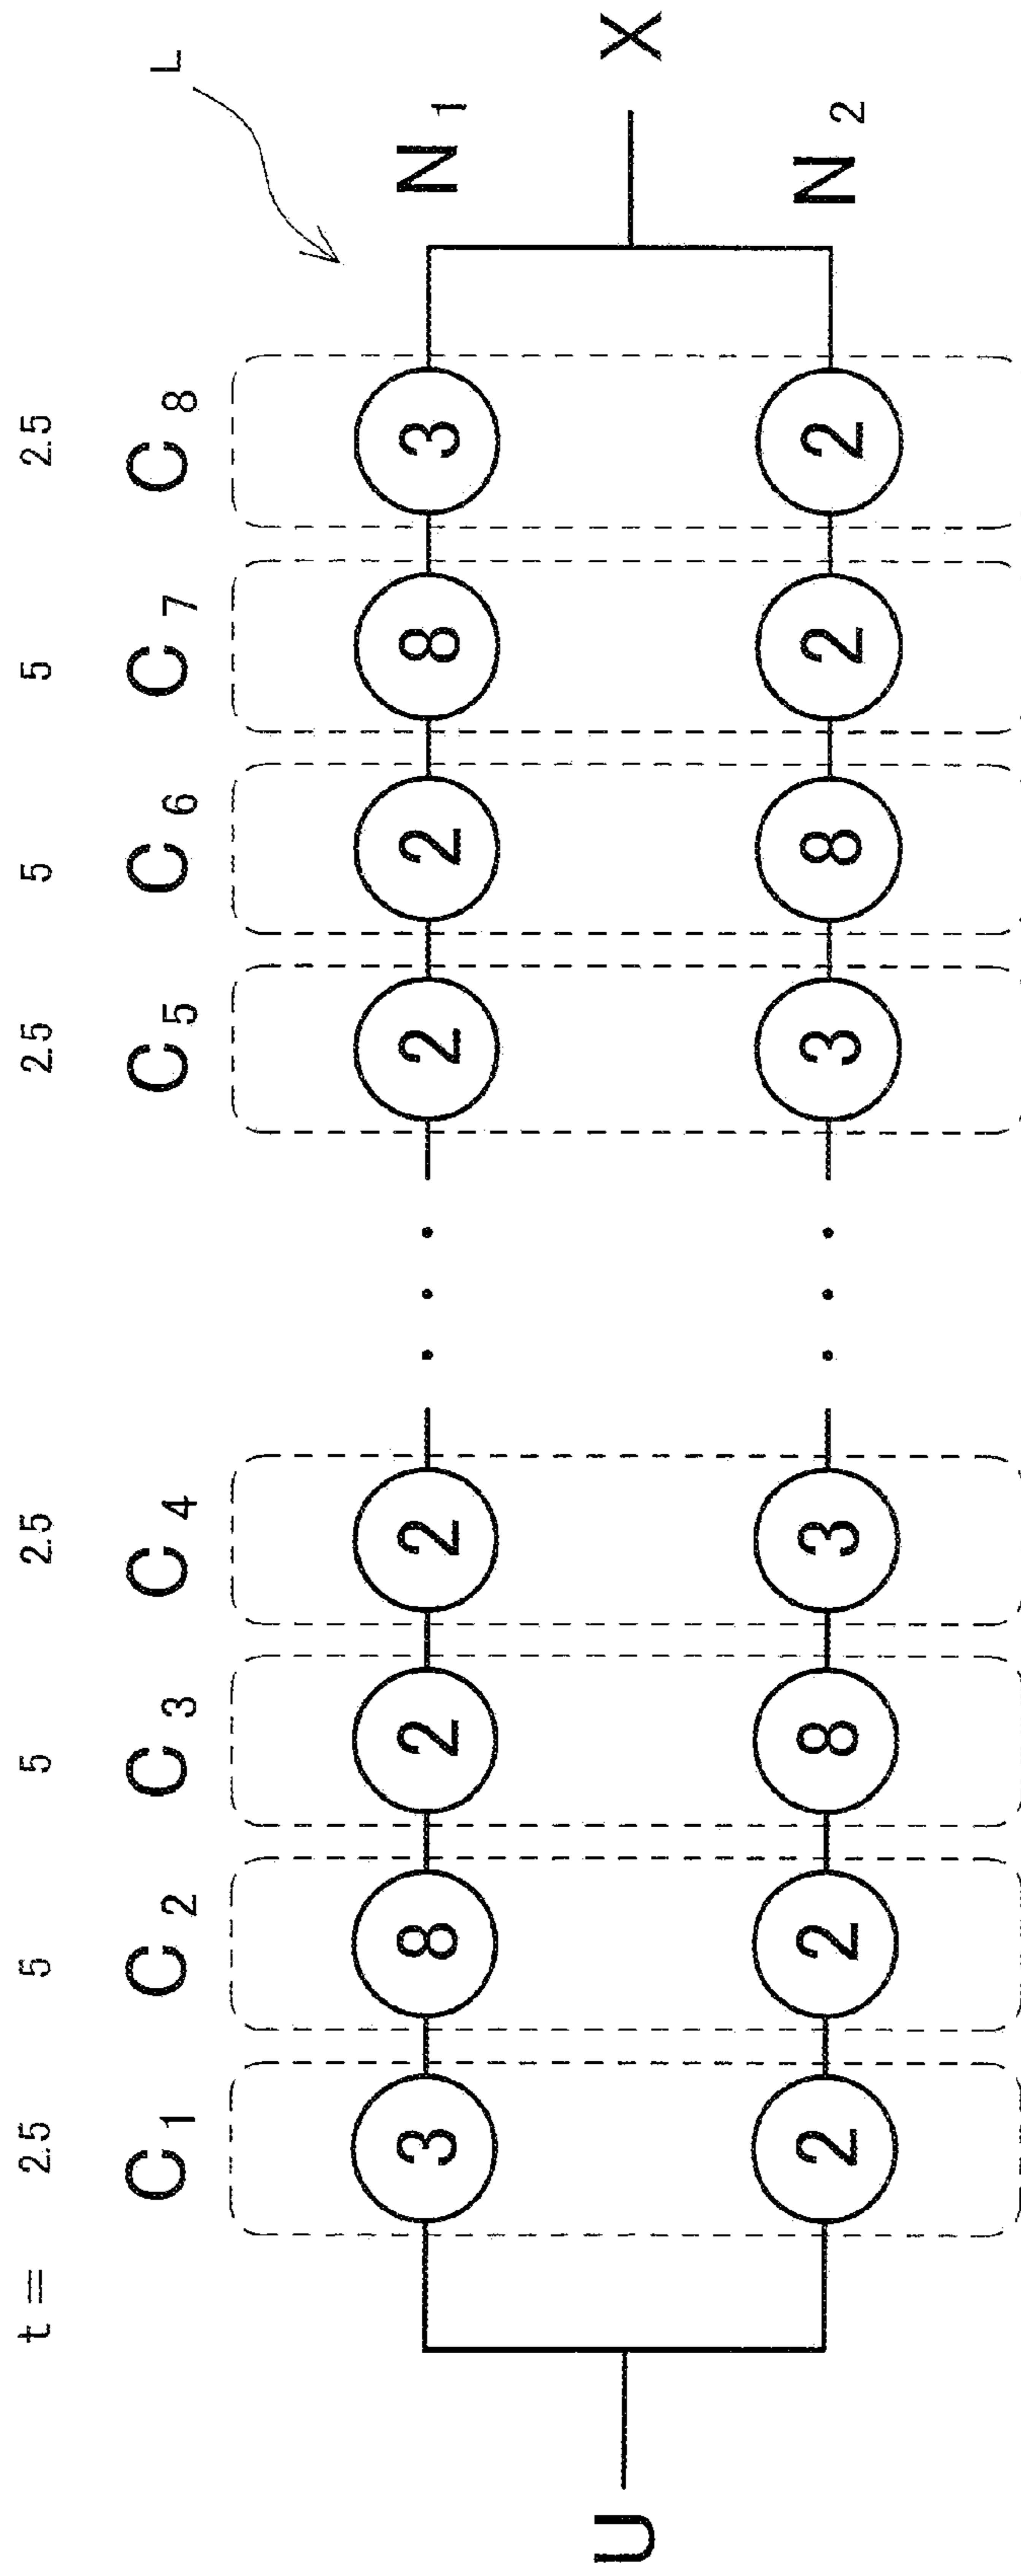 t = 2.5 5 5 2.5 2.5 5 5 2.5
C1 C2 C3 C4 C5 C6 C7 C8
L
3 8 2 2 . . . 2 2 8 3
N1
U X
2 2 8 3 . . . 3 8 2 2
N2